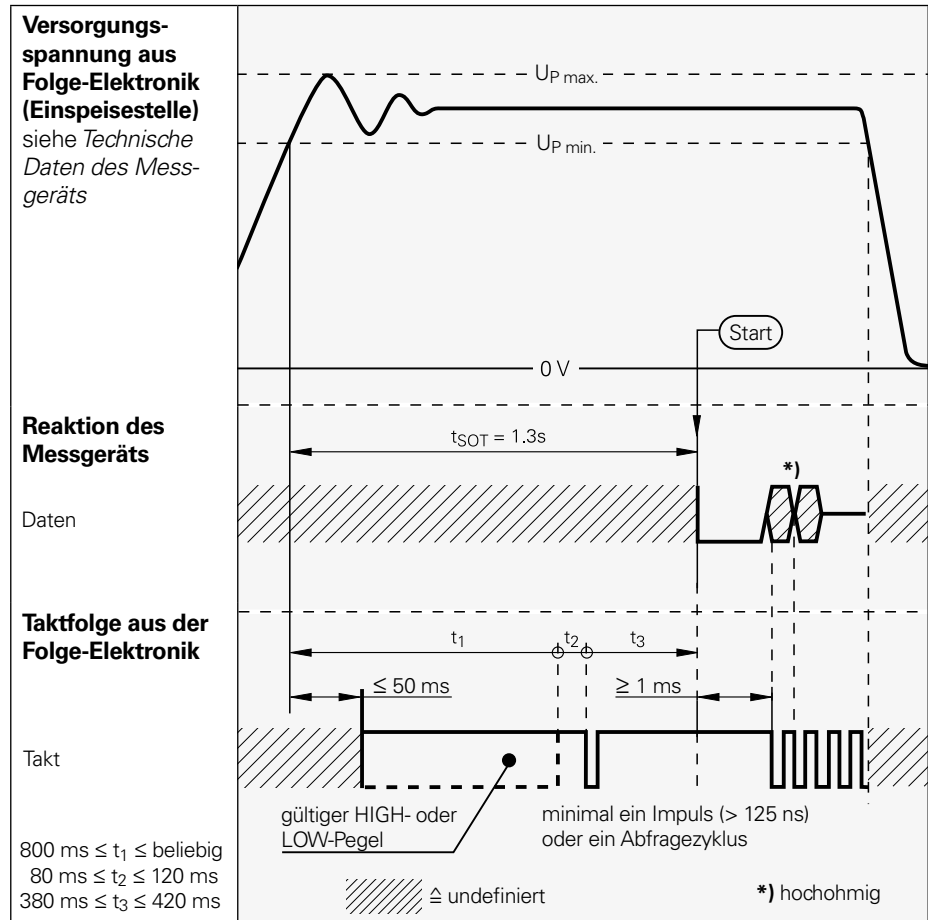 Versorgungs-
spannung aus
Folge-Elektronik
(Einspeisestelle)
siehe Technische
Daten des Mess-
geräts
UP max.
UP min.
Start
0 V
Reaktion des
Messgeräts
tSOT = 1.3s
*)
Daten
Taktfolge aus der
Folge-Elektronik
t1
t2
t3
≤ 50 ms
≥ 1 ms
Takt
gültiger HIGH- oder
LOW-Pegel
minimal ein Impuls (> 125 ns)
oder ein Abfragezyklus
800 ms ≤ t1 ≤ beliebig
80 ms ≤ t2 ≤ 120 ms
380 ms ≤ t3 ≤ 420 ms
≙ undefiniert
*) hochohmig